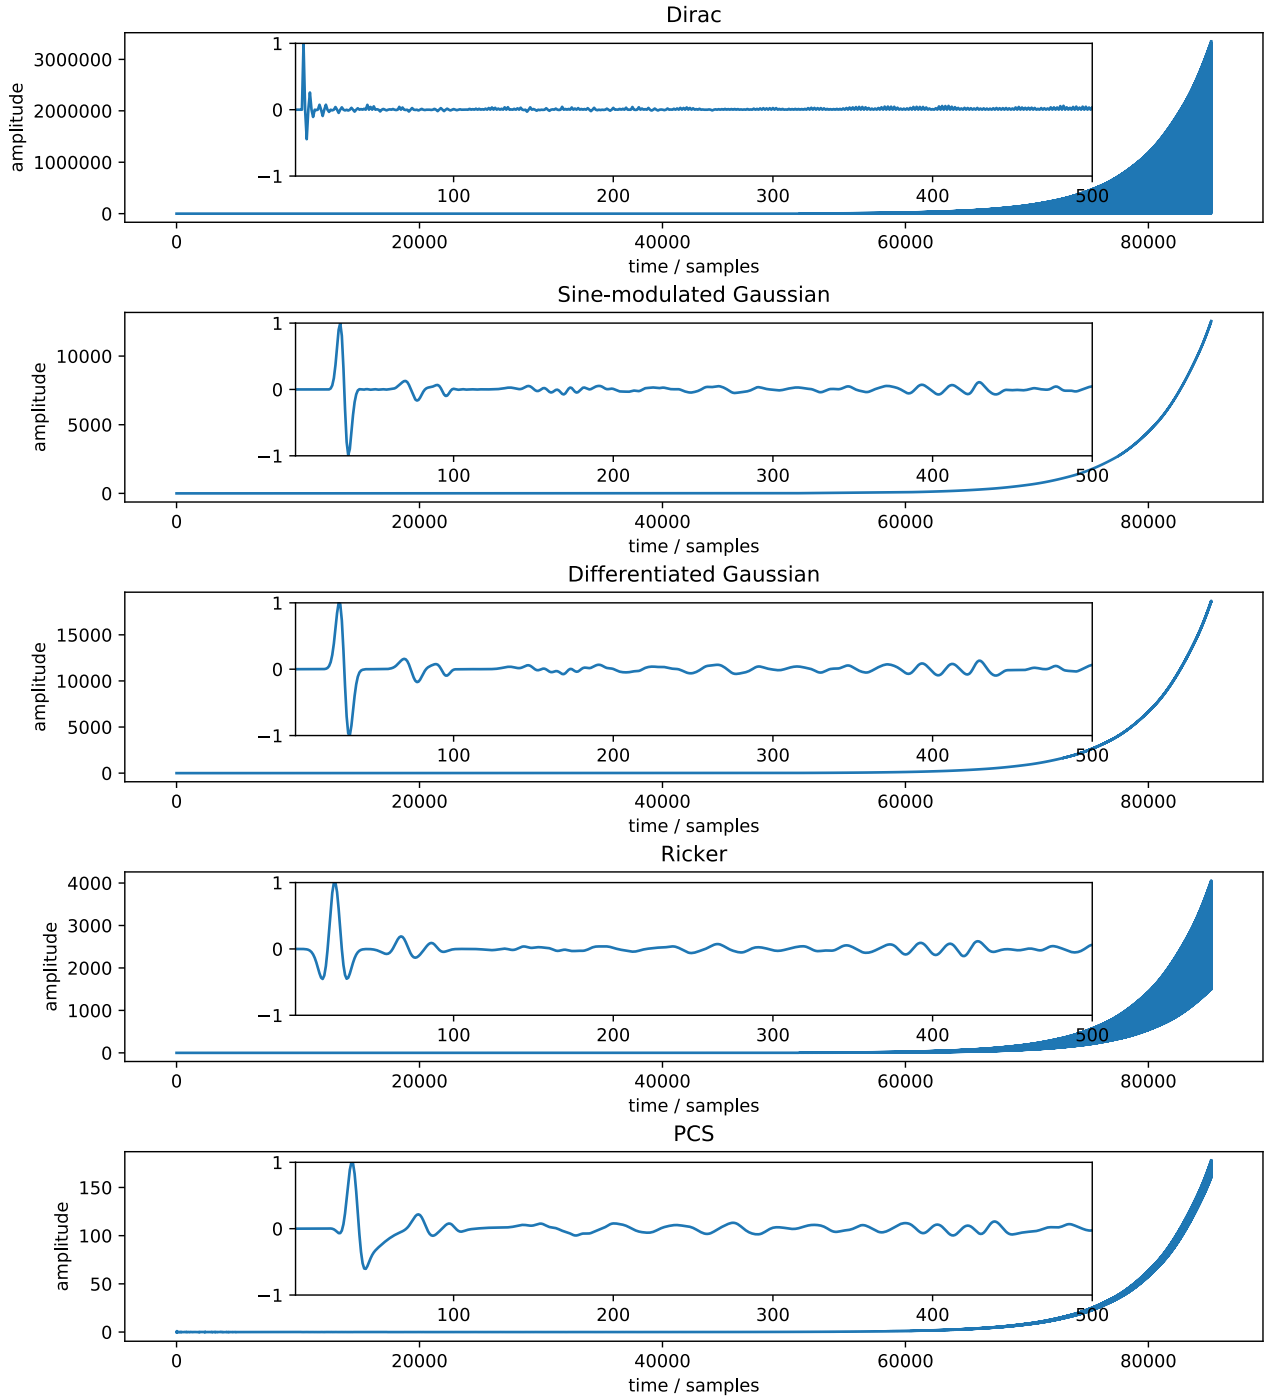 Dirac
1
0
−1
100 200 300 400 500
3000000
2000000
1000000
0
amplitude
0 20000 40000 60000 80000
time / samples
Sine-modulated Gaussian
1
0
−1
100 200 300 400 500
10000
5000
0
amplitude
0 20000 40000 60000 80000
time / samples
Differentiated Gaussian
1
0
−1
100 200 300 400 500
15000
10000
5000
0
amplitude
0 20000 40000 60000 80000
time / samples
Ricker
1
0
−1
100 200 300 400 500
4000
3000
2000
1000
0
amplitude
0 20000 40000 60000 80000
time / samples
PCS
1
0
−1
100 200 300 400 500
150
100
50
0
amplitude
0 20000 40000 60000 80000
time / samples